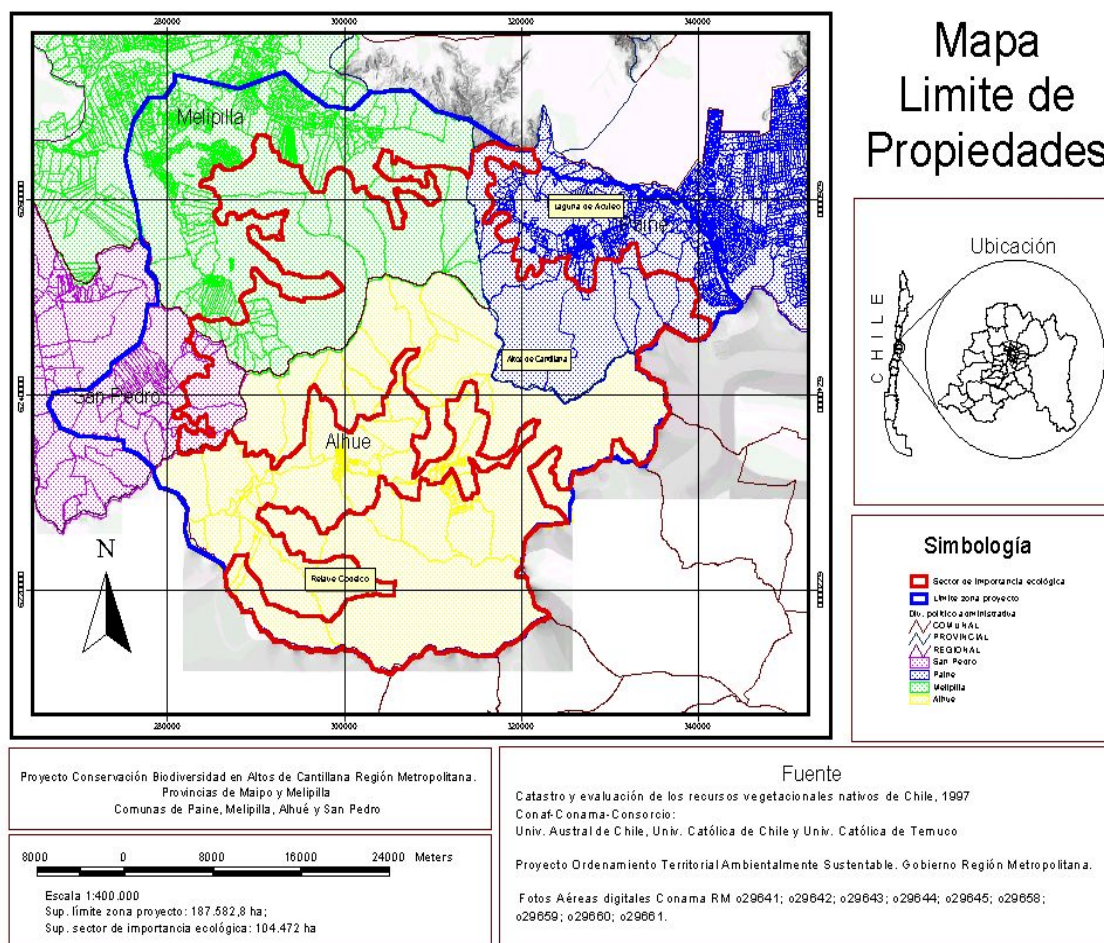 Mapa
Limite de
Propiedades
280000
300000
320000
340000
Melipilla
Laguna de Aculeo
Paine
Altos de Cantillana
San Pedro
Alhue
N
280000
300000
320000
340000
Ubicación
CHILE
Simbología
Sector de importancia ecológica
Límite zona proyecto
Div. político administrativa
COMUNAL
PROVINCIAL
REGIONAL
San Pedro
Paine
Melipilla
Alhue
Proyecto Conservación Biodiversidad en Altos de Cantillana Región Metropolitana.
Provincias de Maipo y Melipilla
Comunas de Paine, Melipilla, Alhué y San Pedro
8000 0 8000 16000 24000 Meters
Escala 1:400.000
Sup. límite zona proyecto: 187.582,8 ha;
Sup. sector de importancia ecológica: 104.472 ha
Fuente
Catastro y evaluación de los recursos vegetacionales nativos de Chile, 1997
Conaf-Conama-Consorcio:
Univ. Austral de Chile, Univ. Católica de Chile y Univ. Católica de Temuco
Proyecto Ordenamiento Territorial Ambientalmente Sustentable. Gobierno Región Metropolitana.
Fotos Aéreas digitales Conama RM o29641; o29642; o29643; o29644; o29645; o29658;
o29659; o29660; o29661.